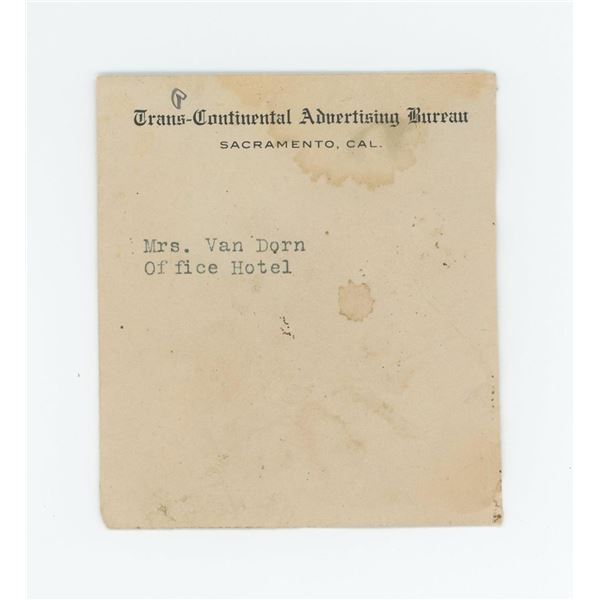 Trans-Continental Advertising Bureau
SACRAMENTO, CAL.
Mrs. Van Dorn
Office Hotel